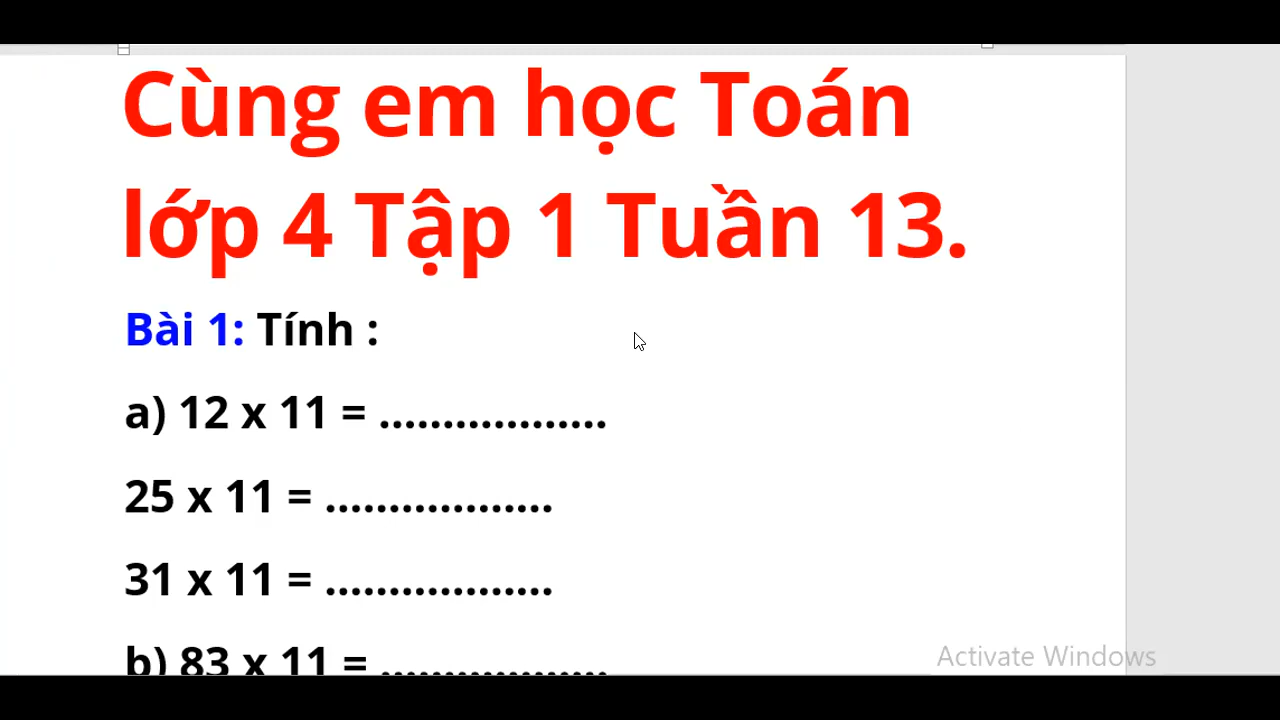 Cùng em học Toán
lớp 4 Tập 1 Tuần 13.
Bài 1: Tính :
a) 12 x 11 = ..................
25 x 11 = ..................
31 x 11 = ..................
b) 83 x 11 = ..................
Activate Windows